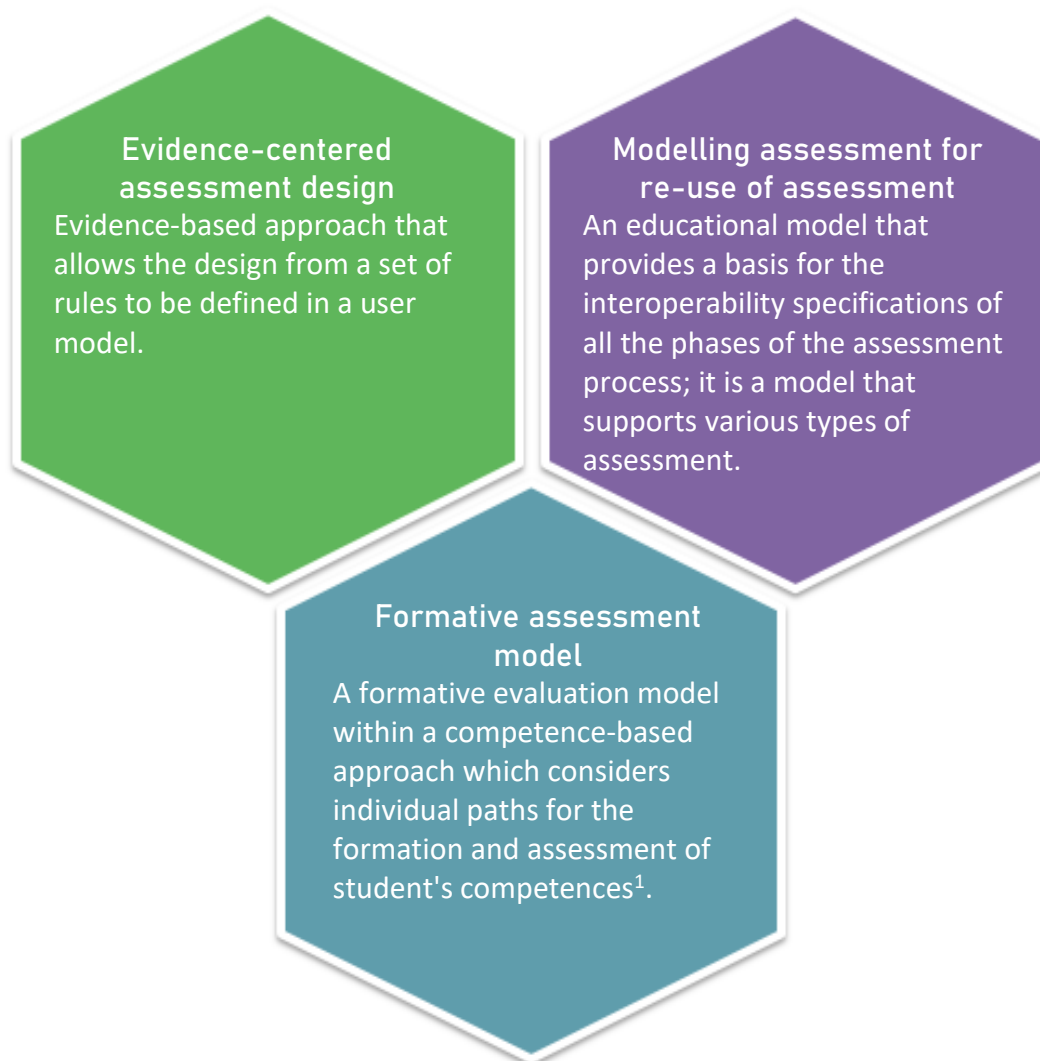 Evidence-centered
assessment design
Evidence-based approach that
allows the design from a set of
rules to be defined in a user
model.
Modelling assessment for
re-use of assessment
An educational model that
provides a basis for the
interoperability specifications of
all the phases of the assessment
process; it is a model that
supports various types of
assessment.
Formative assessment
model
A formative evaluation model
within a competence-based
approach which considers
individual paths for the
formation and assessment of
student's competences¹.